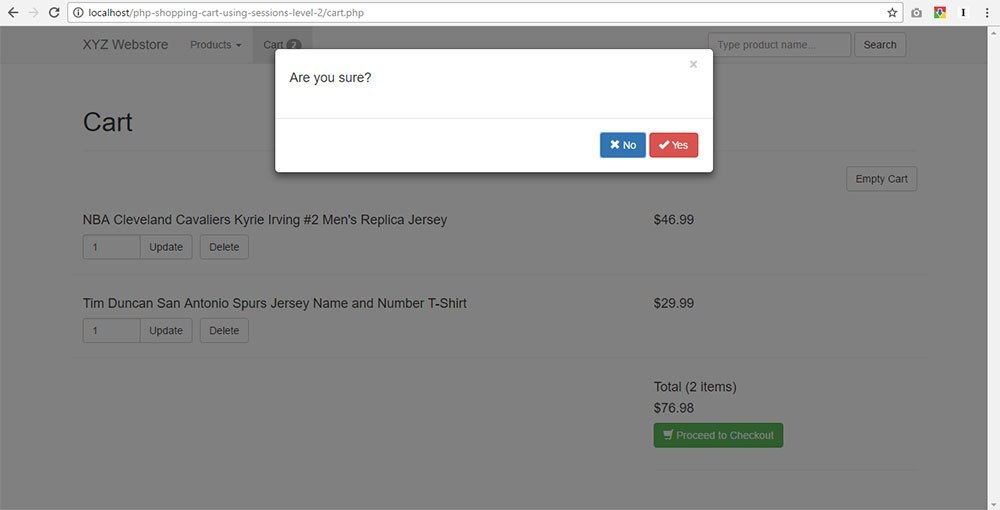 localhost/php-shopping-cart-using-sessions-level-2/cart.php
XYZ Webstore Products Cart 2 Type product name... Search
Are you sure?
×
No Yes
Cart
Empty Cart
NBA Cleveland Cavaliers Kyrie Irving #2 Men's Replica Jersey $46.99
1 Update Delete
Tim Duncan San Antonio Spurs Jersey Name and Number T-Shirt $29.99
1 Update Delete
Total (2 items)
$76.98
Proceed to Checkout